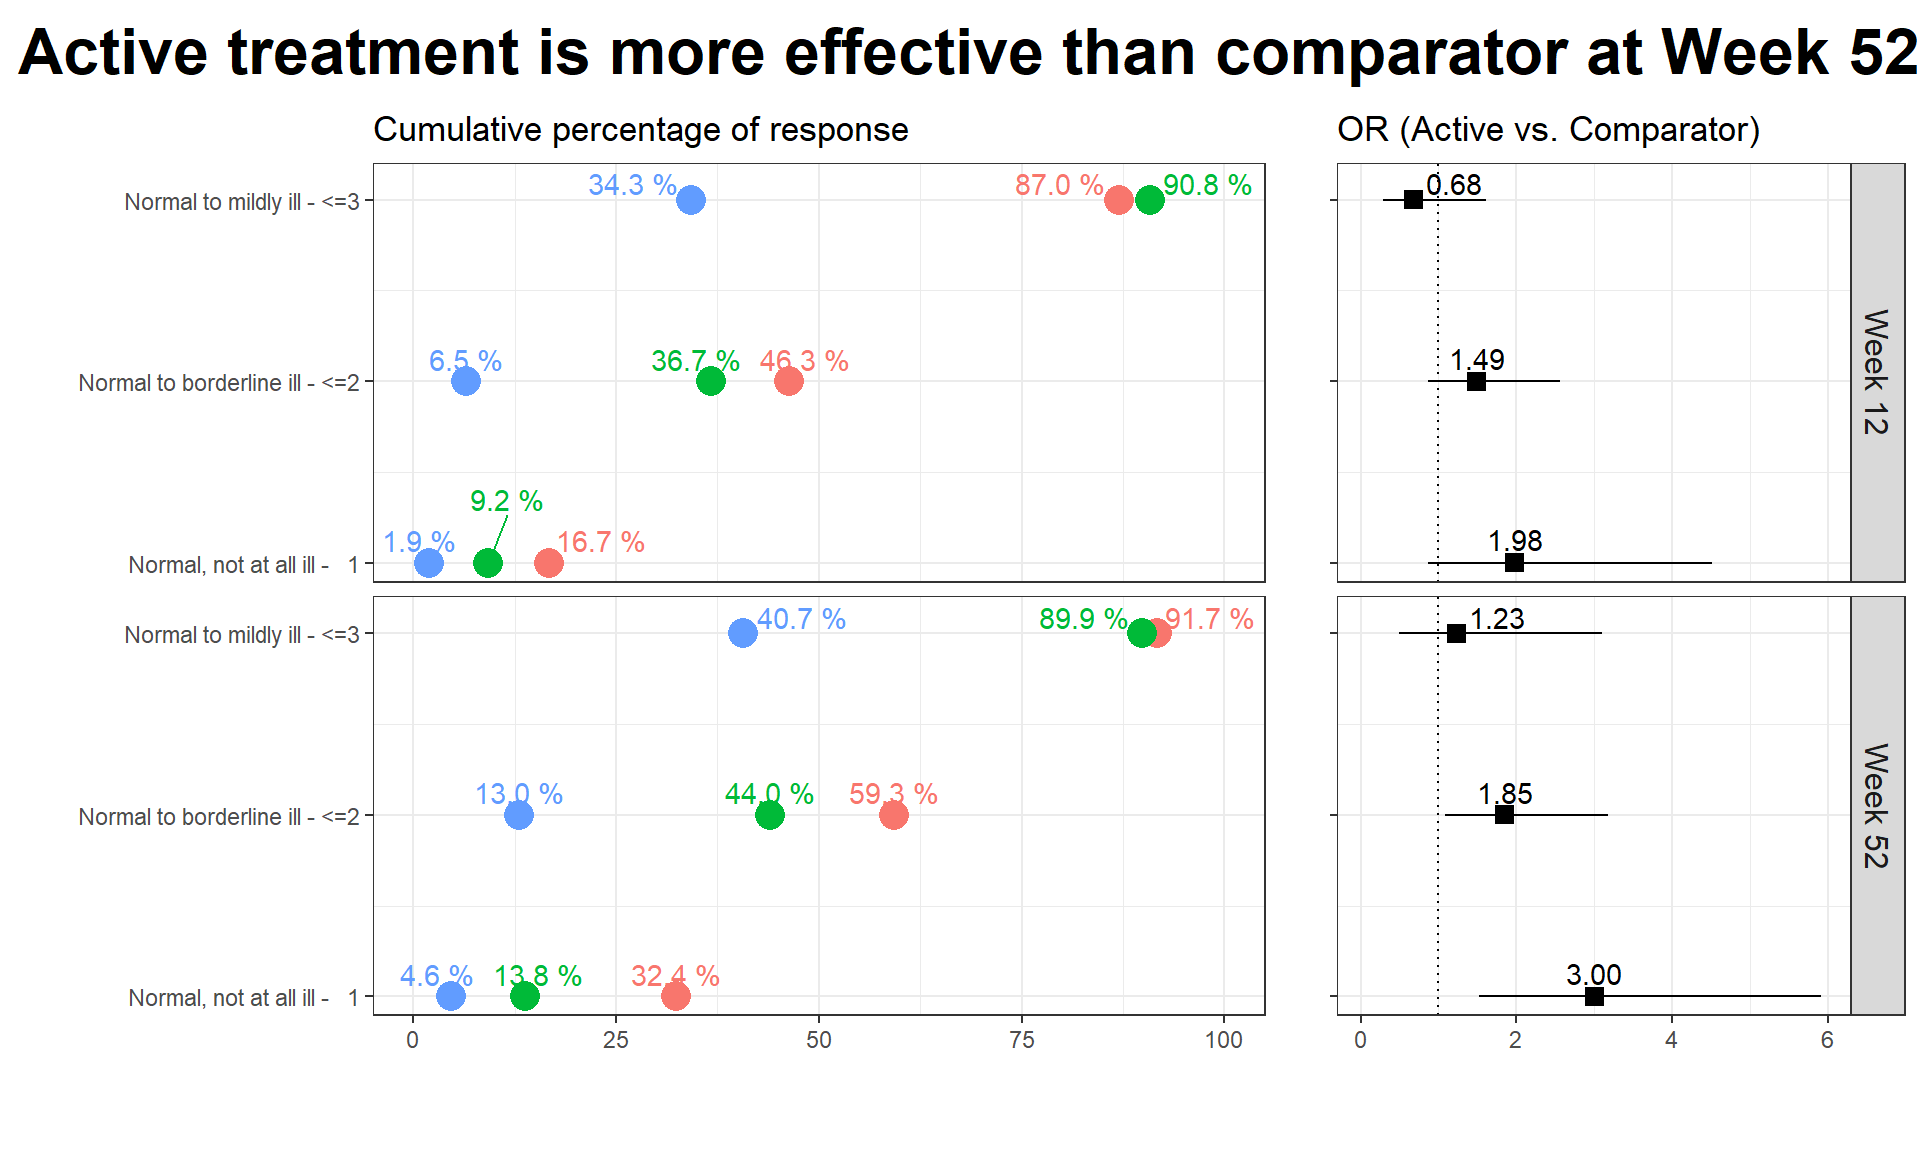 Active treatment is more effective than comparator at Week 52
Cumulative percentage of response
OR (Active vs. Comparator)
Normal to mildly ill - <=3
34.3 %
87.0 %
90.8 %
0.68
Normal to borderline ill - <=2
6.5 %
36.7 %
46.3 %
1.49
9.2 %
Normal, not at all ill -   1
1.9 %
16.7 %
1.98
Week 12
Normal to mildly ill - <=3
40.7 %
89.9 %
91.7 %
1.23
Normal to borderline ill - <=2
13.0 %
44.0 %
59.3 %
1.85
Normal, not at all ill -   1
4.6 %
13.8 %
32.4 %
3.00
Week 52
0 25 50 75 100
0 2 4 6